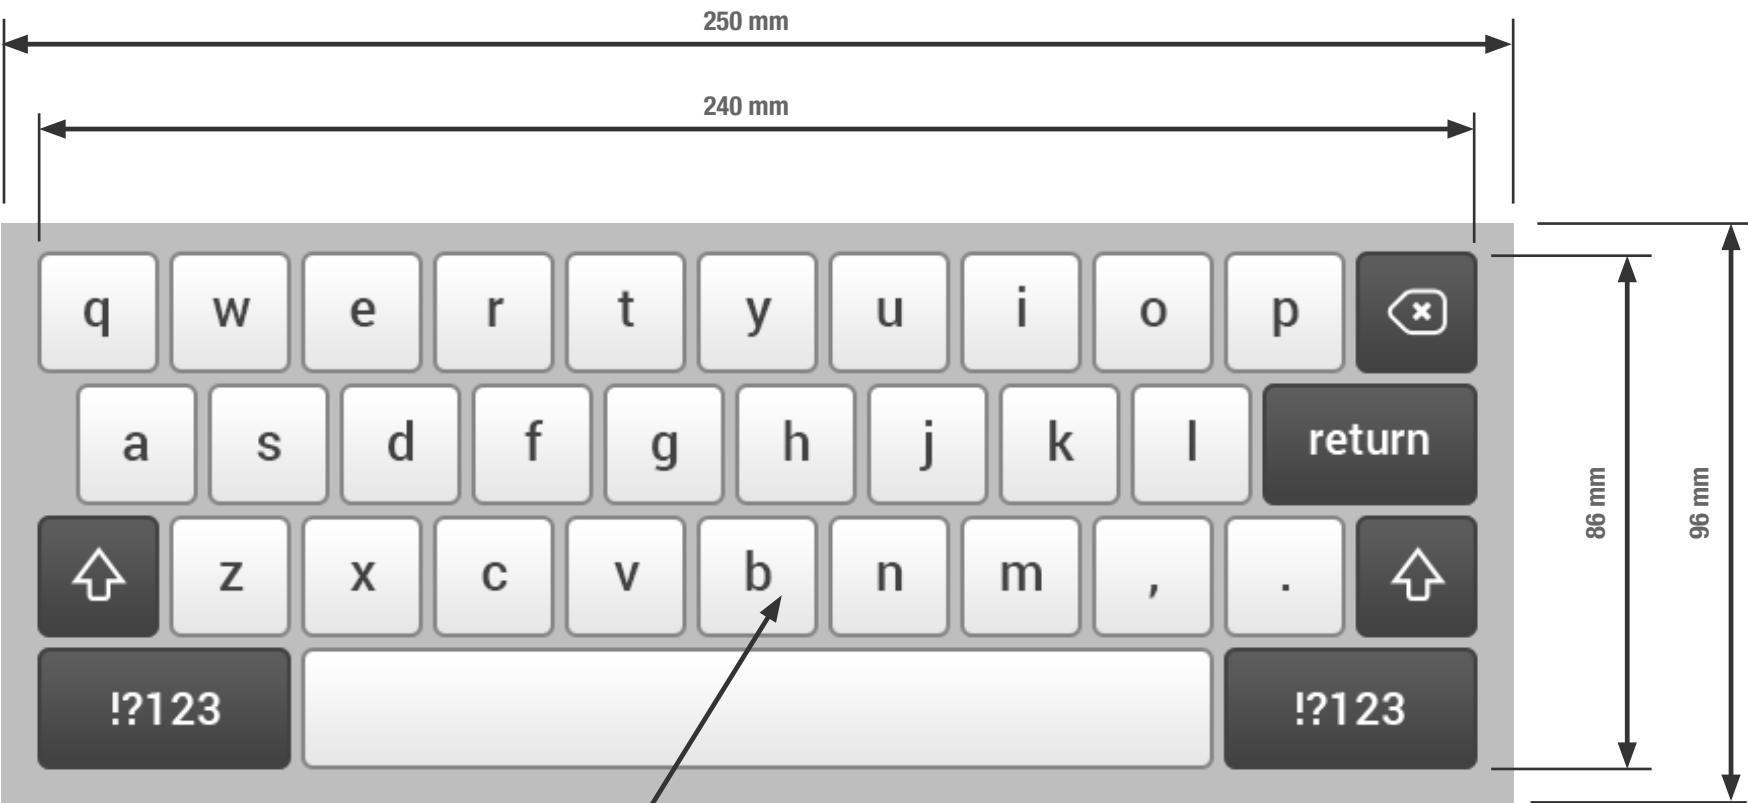 250 mm
240 mm
q w e r t y u i o p
a s d f g h j k l return
z x c v b n m , .
!?123 !?123
86 mm
96 mm